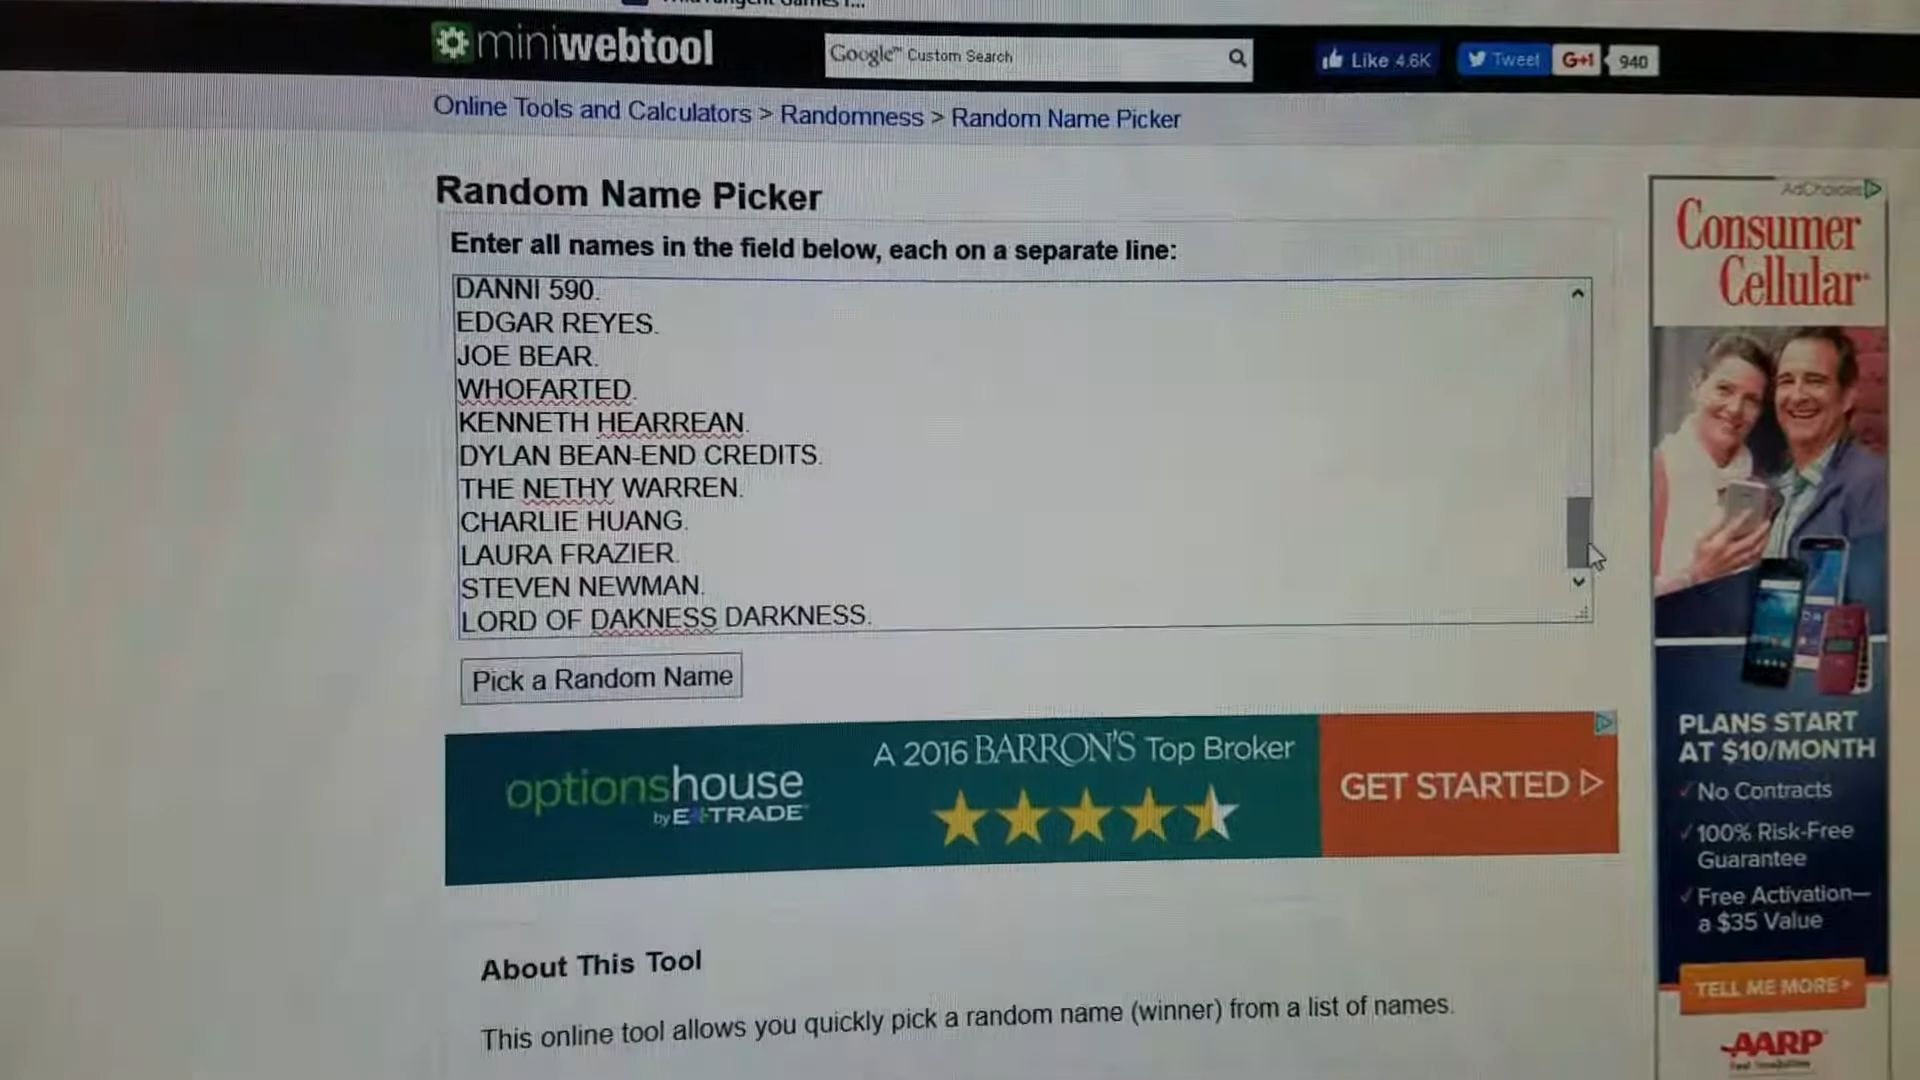 miniwebtool
Google™ Custom Search
Like 4.6K
Tweet
G+1
940
Online Tools and Calculators > Randomness > Random Name Picker
Random Name Picker
Enter all names in the field below, each on a separate line:
DANNI 590.
EDGAR REYES.
JOE BEAR.
WHOFARTED.
KENNETH HEARREAN.
DYLAN BEAN-END CREDITS.
THE NETHY WARREN.
CHARLIE HUANG.
LAURA FRAZIER.
STEVEN NEWMAN.
LORD OF DAKNESS DARKNESS.
Pick a Random Name
optionshouse
by E*TRADE
A 2016 BARRON'S Top Broker
GET STARTED
About This Tool
This online tool allows you quickly pick a random name (winner) from a list of names.
AdChoices
Consumer
Cellular
PLANS START
AT $10/MONTH
No Contracts
100% Risk-Free
Guarantee
Free Activation—
a $35 Value
TELL ME MORE
AARP